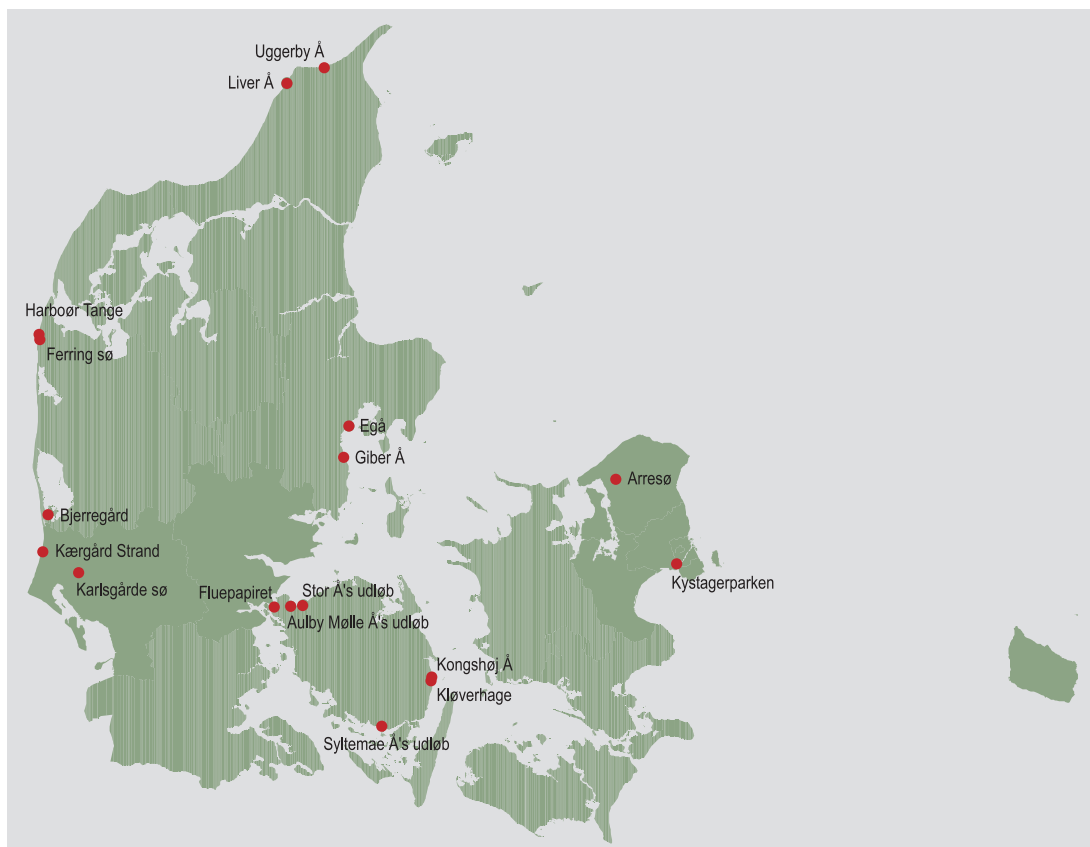 Uggerby Å
Liver Å
Harboør Tange
Ferring sø
Egå
Giber Å
Arresø
Bjerregård
Kærgård Strand
Karlsgårde sø
Kystagerparken
Fluepapiret
Stor Å's udløb
Aulby Mølle Å's udløb
Kongshøj Å
Kløverhage
Syltemae Å's udløb